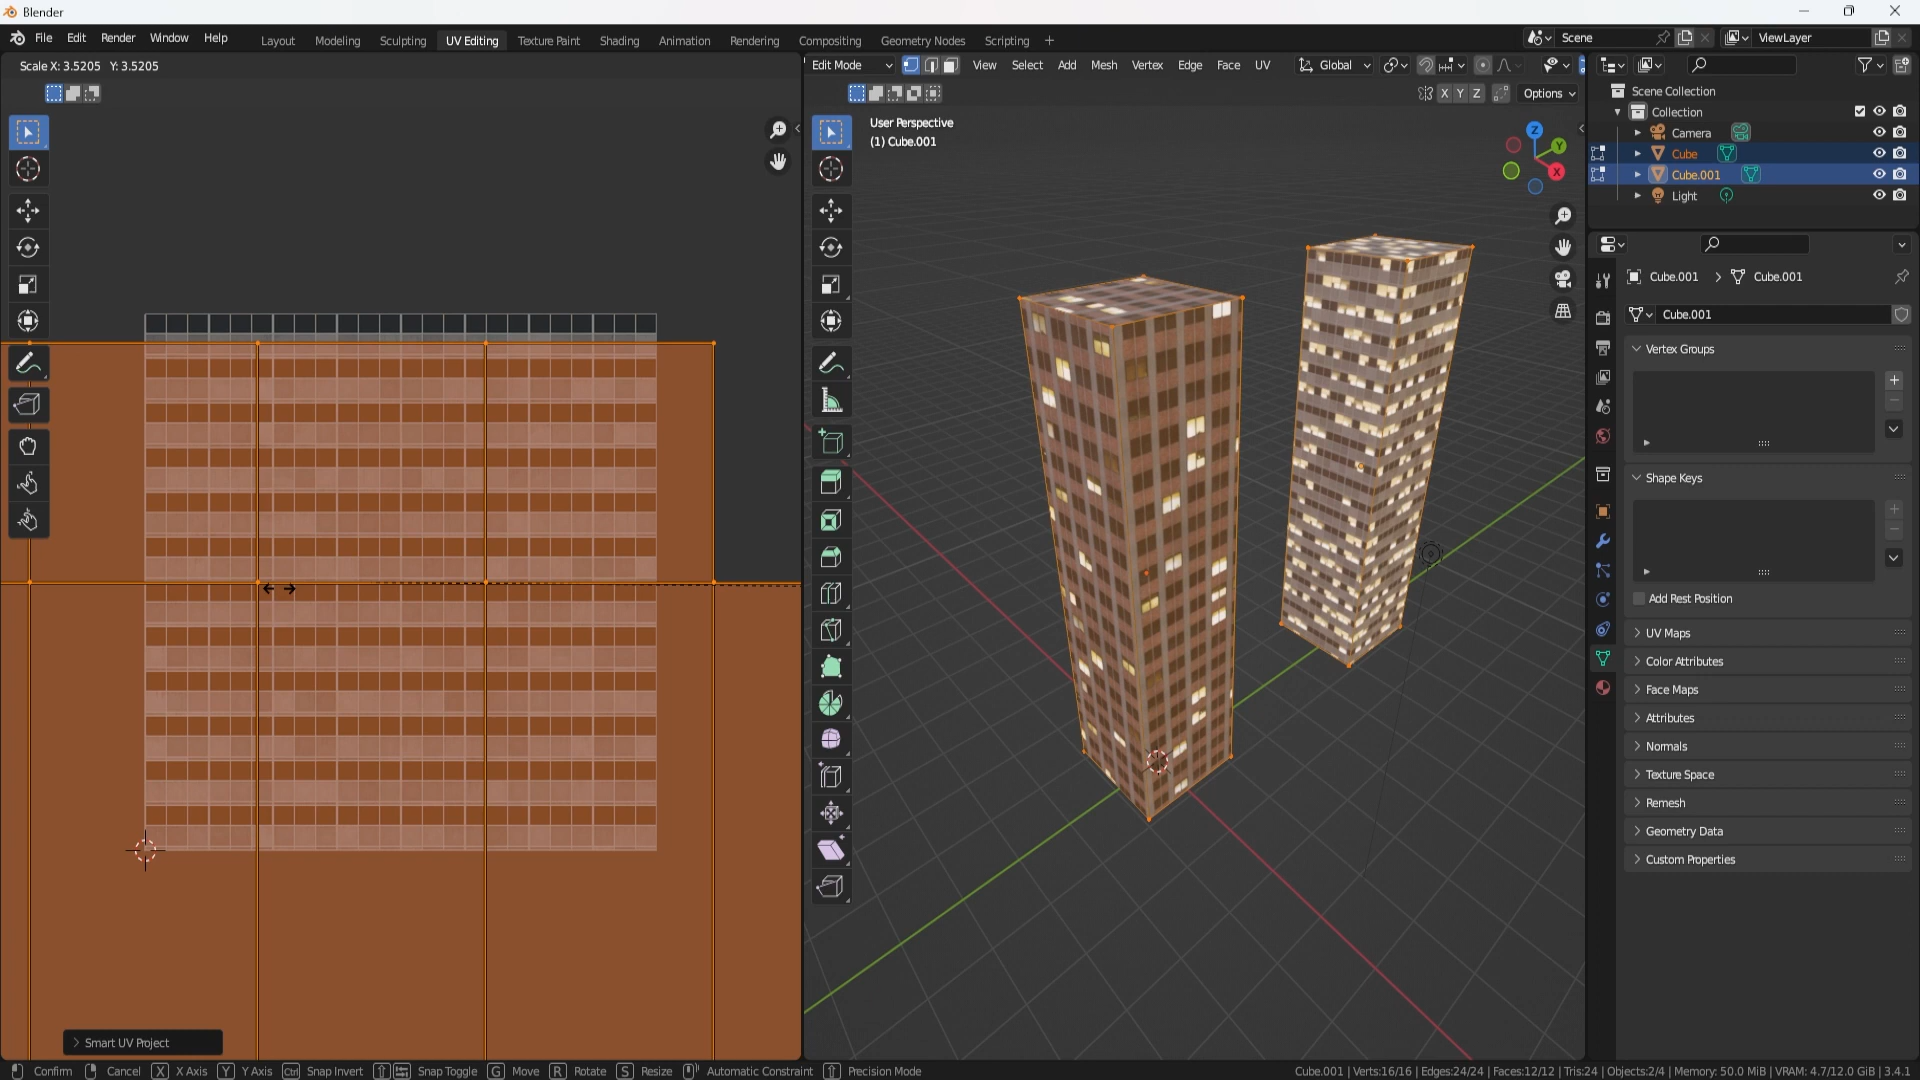 Blender
File Edit Render Window Help
Layout Modeling Sculpting UV Editing Texture Paint Shading Animation Rendering Compositing Geometry Nodes Scripting +
Scene
ViewLayer
Scale X: 3.5205 Y: 3.5205
Edit Mode View Select Add Mesh Vertex Edge Face UV Global
X Y Z Options
User Perspective
(1) Cube.001
Z
Y
X
Scene Collection
Collection
Camera
Cube
Cube.001
Light
Cube.001 > Cube.001
Cube.001
Vertex Groups
Shape Keys
Add Rest Position
UV Maps
Color Attributes
Face Maps
Attributes
Normals
Texture Space
Remesh
Geometry Data
Custom Properties
Smart UV Project
Confirm Cancel X X Axis Y Y Axis Ctrl Snap Invert Snap Toggle G Move R Rotate S Resize Automatic Constraint Precision Mode
Cube.001 | Verts:16/16 | Edges:24/24 | Faces:12/12 | Tris:24 | Objects:2/4 | Memory: 50.0 MiB | VRAM: 4.7/12.0 GiB | 3.4.1